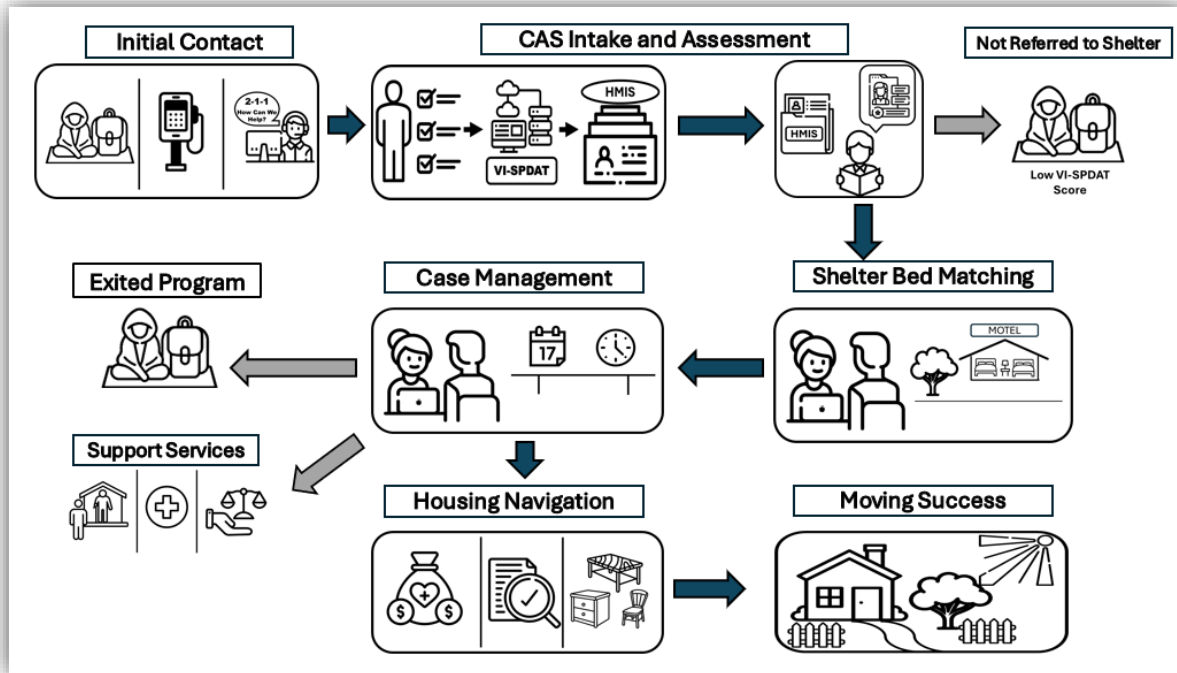 Initial Contact
CAS Intake and Assessment
Not Referred to Shelter
2-1-1
How Can We
Help?
VI-SPDAT
HMIS
HMIS
Low VI-SPDAT
Score
Exited Program
Case Management
Shelter Bed Matching
17
MOTEL
Support Services
Housing Navigation
Moving Success
$
$